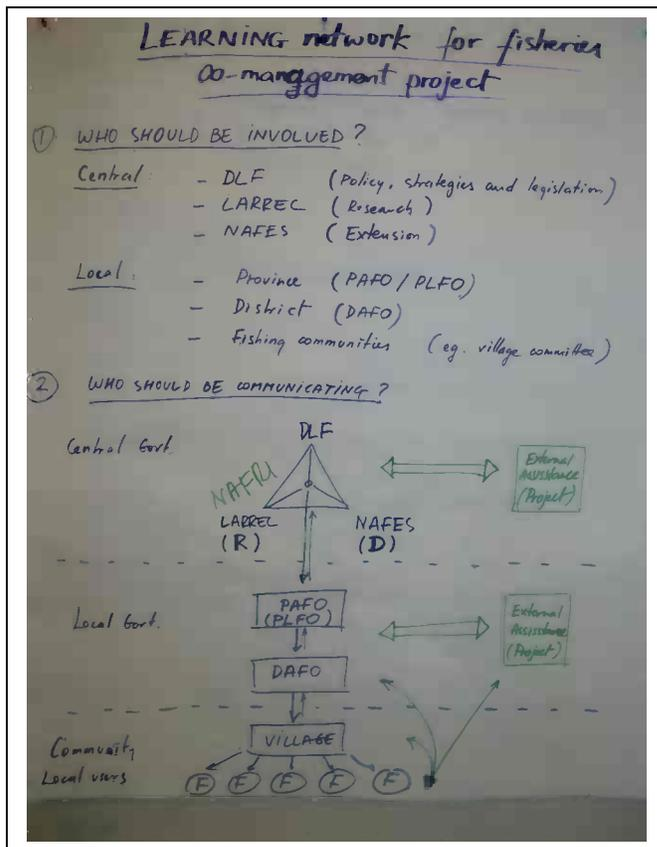 LEARNING network for fisheries
co-management project
① WHO SHOULD BE INVOLVED?
Central: - DLF (Policy, strategies and legislation)
- LARREC (Research)
- NAFES (Extension)
Local: - Province (PAFO / PLFO)
- District (DAFO)
- Fishing communities (eg. village committee)
② WHO SHOULD BE COMMUNICATING?
Central Govt.
DLF
NAFRI
External
Assistance
(Project)
LARREC
(R)
NAFES
(D)
Local Govt.
PAFO
(PLFO)
External
Assistance
(Project)
DAFO
VILLAGE
Community
Local users
F F F F F